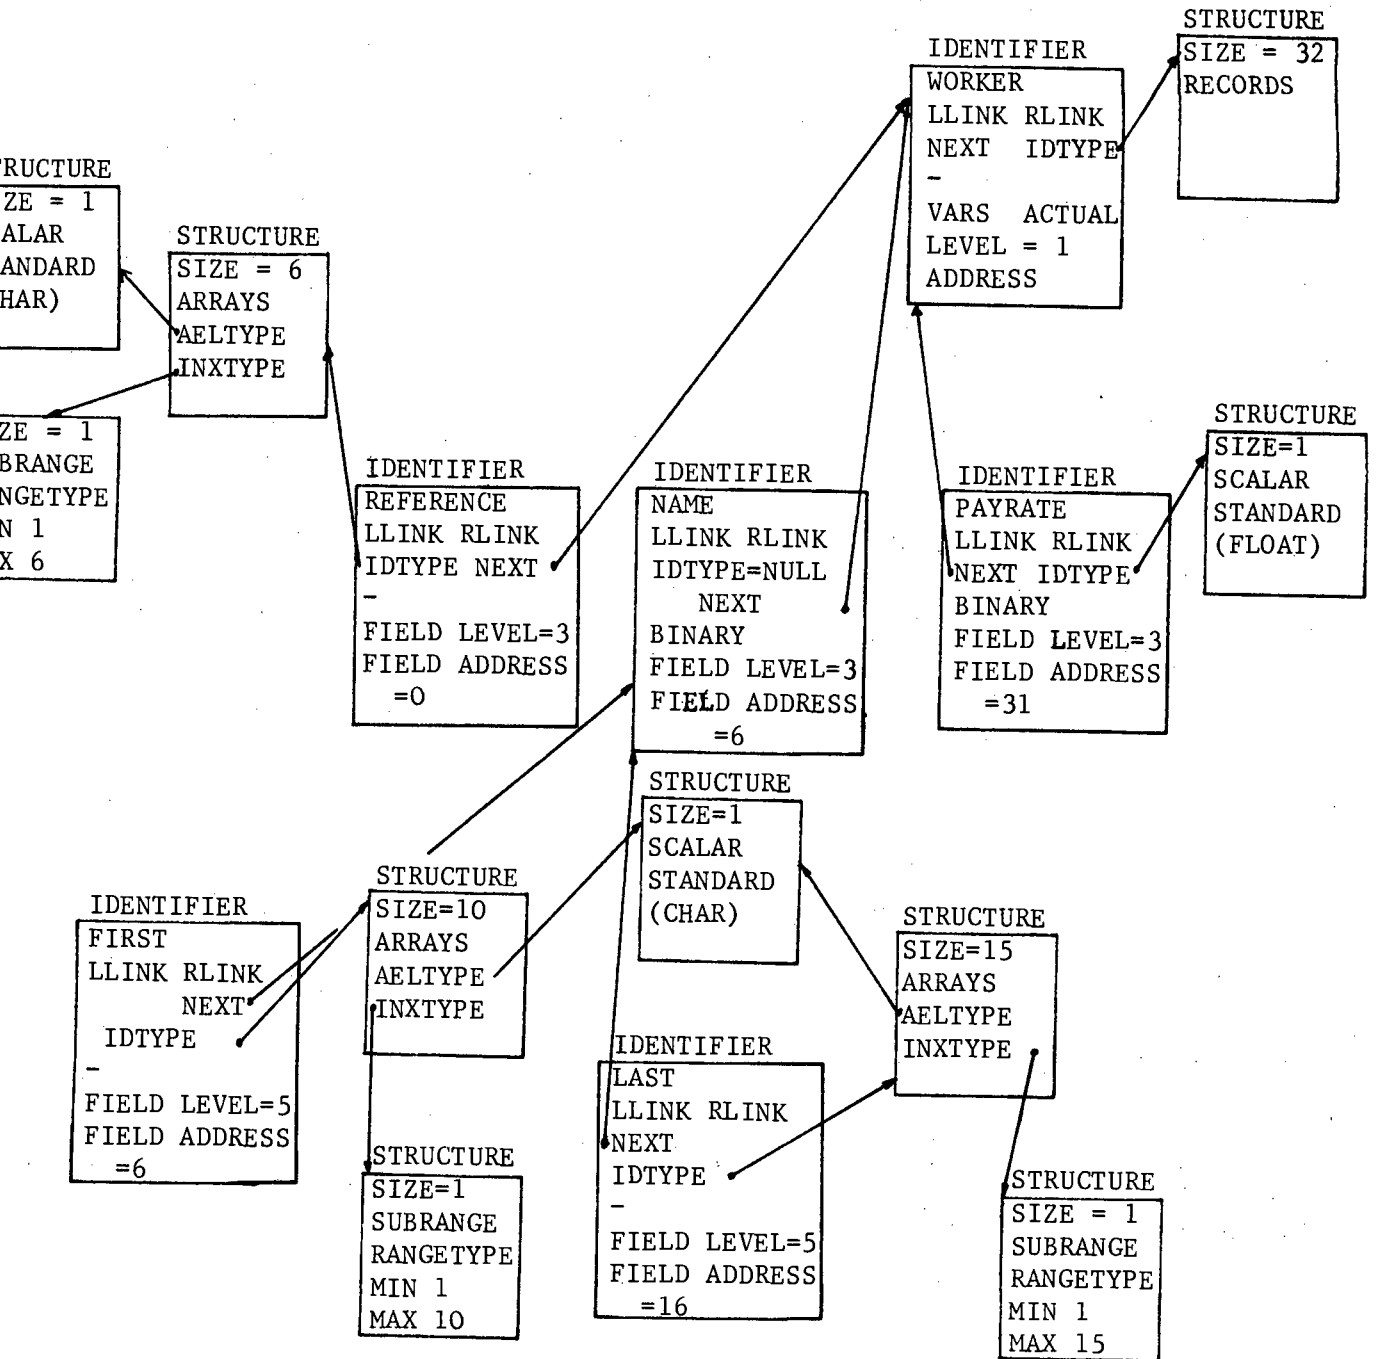 STRUCTURE
SIZE = 32
RECORDS
IDENTIFIER
WORKER
LLINK RLINK
NEXT IDTYPE
-
VARS ACTUAL
LEVEL = 1
ADDRESS
TRUCTURE
ZE = 1
ALAR
ANDARD
HAR)
STRUCTURE
SIZE = 6
ARRAYS
AELTYPE
INXTYPE
ZE = 1
BRANGE
NGETYPE
N 1
X 6
IDENTIFIER
REFERENCE
LLINK RLINK
IDTYPE NEXT
-
FIELD LEVEL=3
FIELD ADDRESS
=0
IDENTIFIER
NAME
LLINK RLINK
IDTYPE=NULL
NEXT
BINARY
FIELD LEVEL=3
FIELD ADDRESS
=6
IDENTIFIER
PAYRATE
LLINK RLINK
NEXT IDTYPE
BINARY
FIELD LEVEL=3
FIELD ADDRESS
=31
STRUCTURE
SIZE=1
SCALAR
STANDARD
(FLOAT)
STRUCTURE
SIZE=1
SCALAR
STANDARD
(CHAR)
IDENTIFIER
FIRST
LLINK RLINK
NEXT
IDTYPE
-
FIELD LEVEL=5
FIELD ADDRESS
=6
STRUCTURE
SIZE=10
ARRAYS
AELTYPE
INXTYPE
STRUCTURE
SIZE=1
SUBRANGE
RANGETYPE
MIN 1
MAX 10
IDENTIFIER
LAST
LLINK RLINK
NEXT
IDTYPE
-
FIELD LEVEL=5
FIELD ADDRESS
=16
STRUCTURE
SIZE=15
ARRAYS
AELTYPE
INXTYPE
STRUCTURE
SIZE = 1
SUBRANGE
RANGETYPE
MIN 1
MAX 15